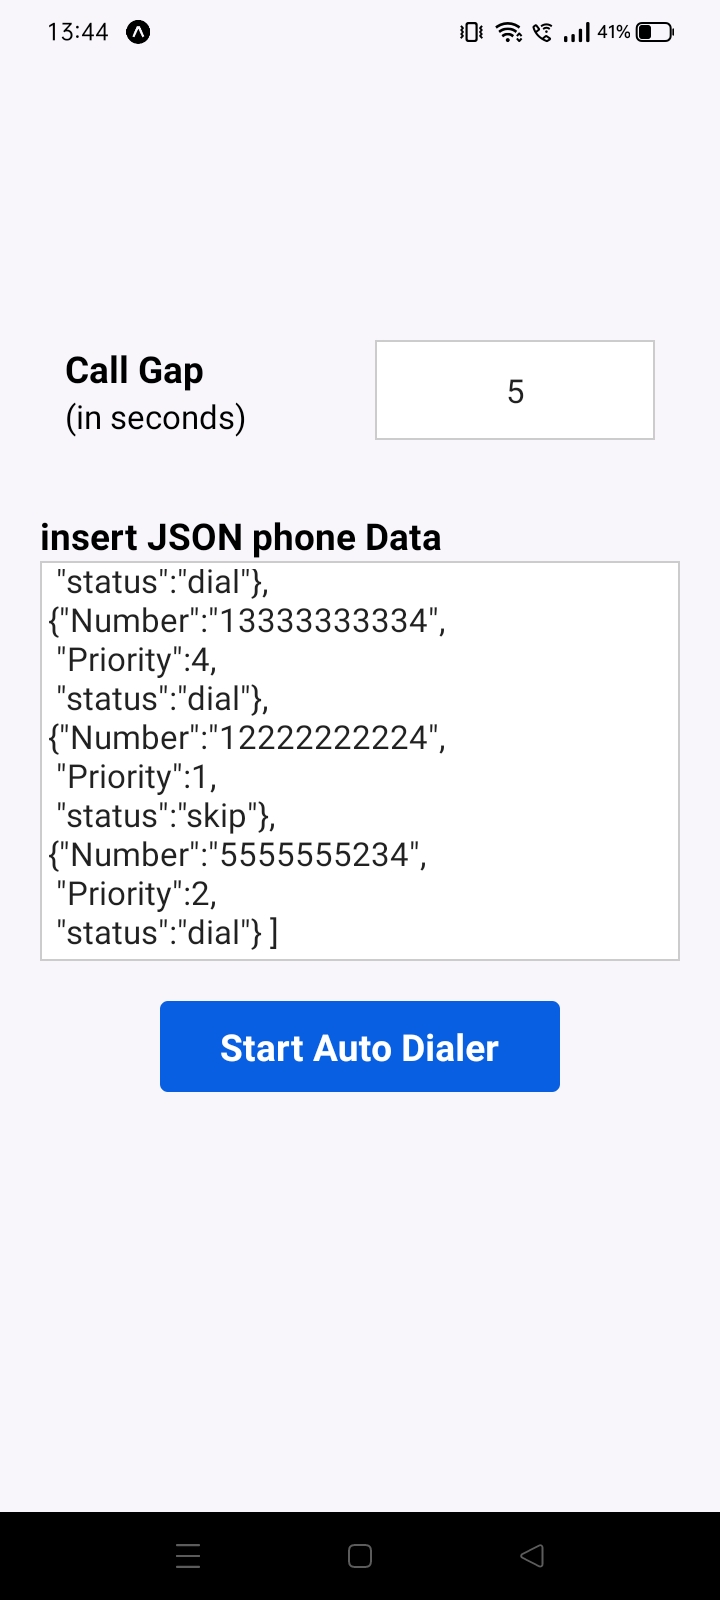 13:44
41%
Call Gap
(in seconds)
5
insert JSON phone Data
"status":"dial"},
{"Number":"13333333334",
"Priority":4,
"status":"dial"},
{"Number":"12222222224",
"Priority":1,
"status":"skip"},
{"Number":"5555555234",
"Priority":2,
"status":"dial"} ]
Start Auto Dialer